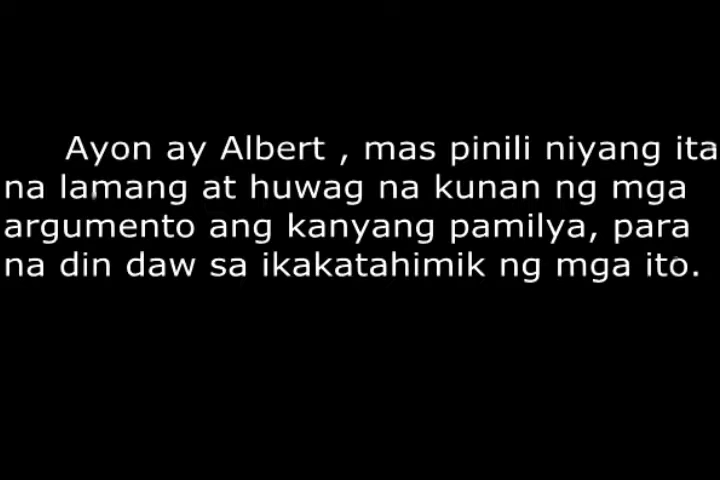 Ayon ay Albert , mas pinili niyang ita
na lamang at huwag na kunan ng mga
argumento ang kanyang pamilya, para
na din daw sa ikakatahimik ng mga ito.